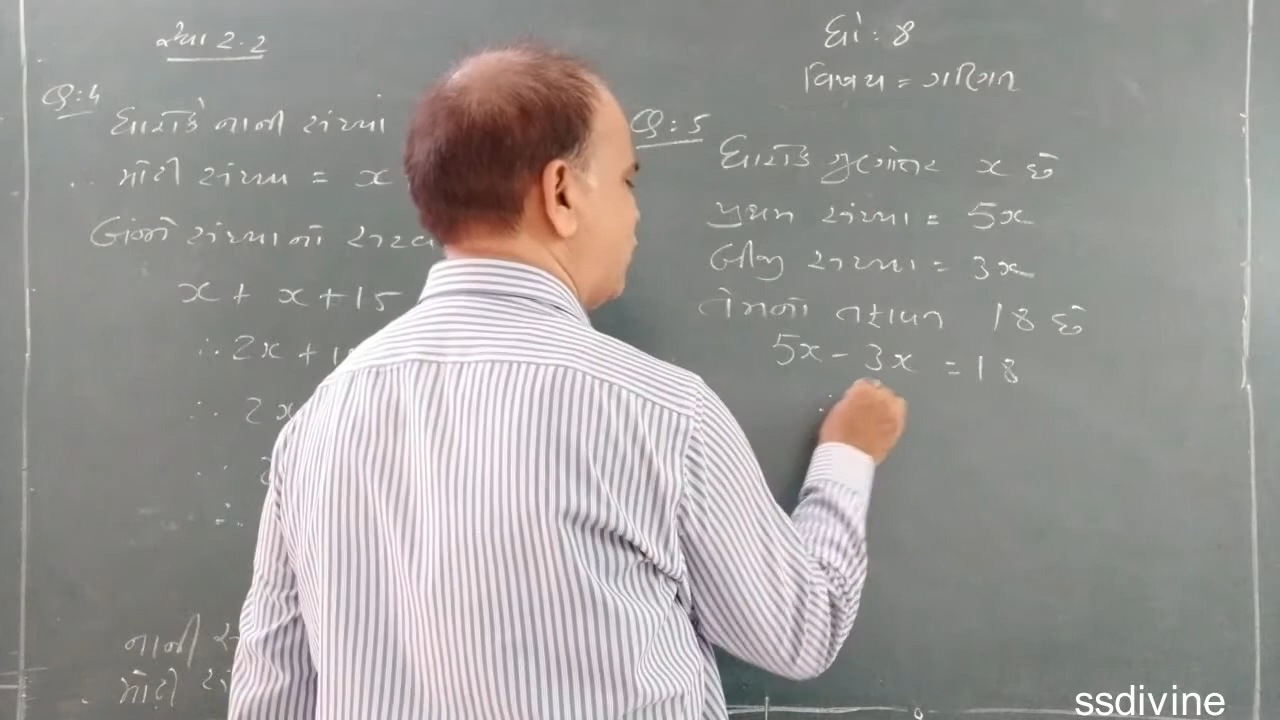 સ્વા 2.2
Q:4
ધારોકે નાની સંખ્યા
મોટી સંખ્યા = x
બંનો સંખ્યાનો સરવ
x + x + 15
∴ 2x + 1
∴ 2x
∴
નાની
મોટી
ધો : 8
વિષય = ગણિત
Q:5
ધારોકે ગુણોત્તર x છે
પ્રથમ સંખ્યા = 5x
બીજી સંખ્યા = 3x
તેમનો તફાવત 18 છે
5x - 3x = 18
ssdivine